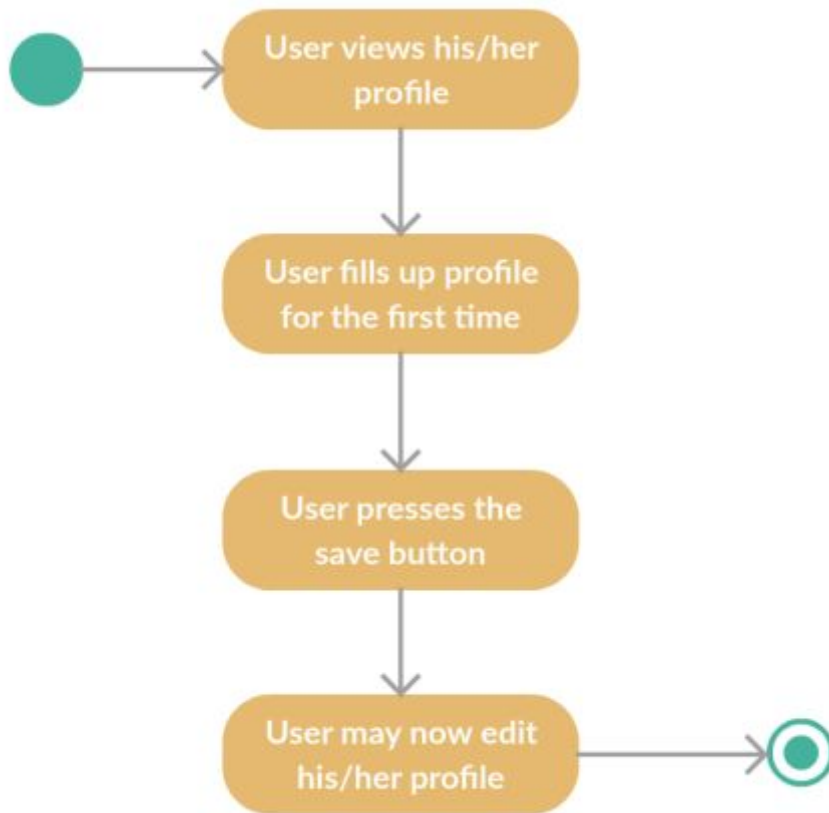 User views his/her
profile
User fills up profile
for the first time
User presses the
save button
User may now edit
his/her profile